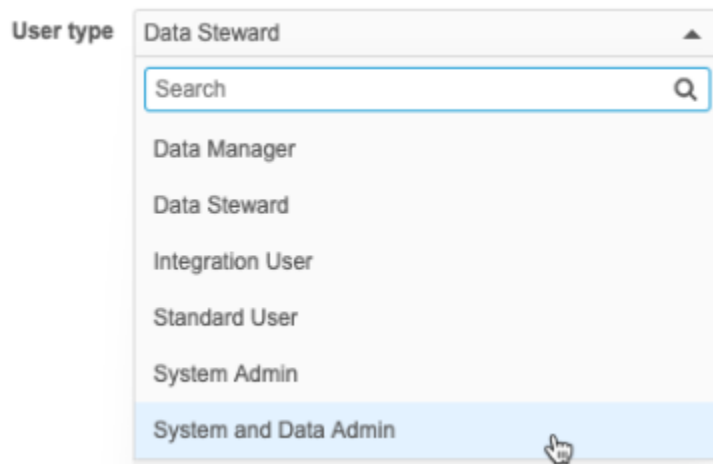 User type Data Steward
Search
Data Manager
Data Steward
Integration User
Standard User
System Admin
System and Data Admin